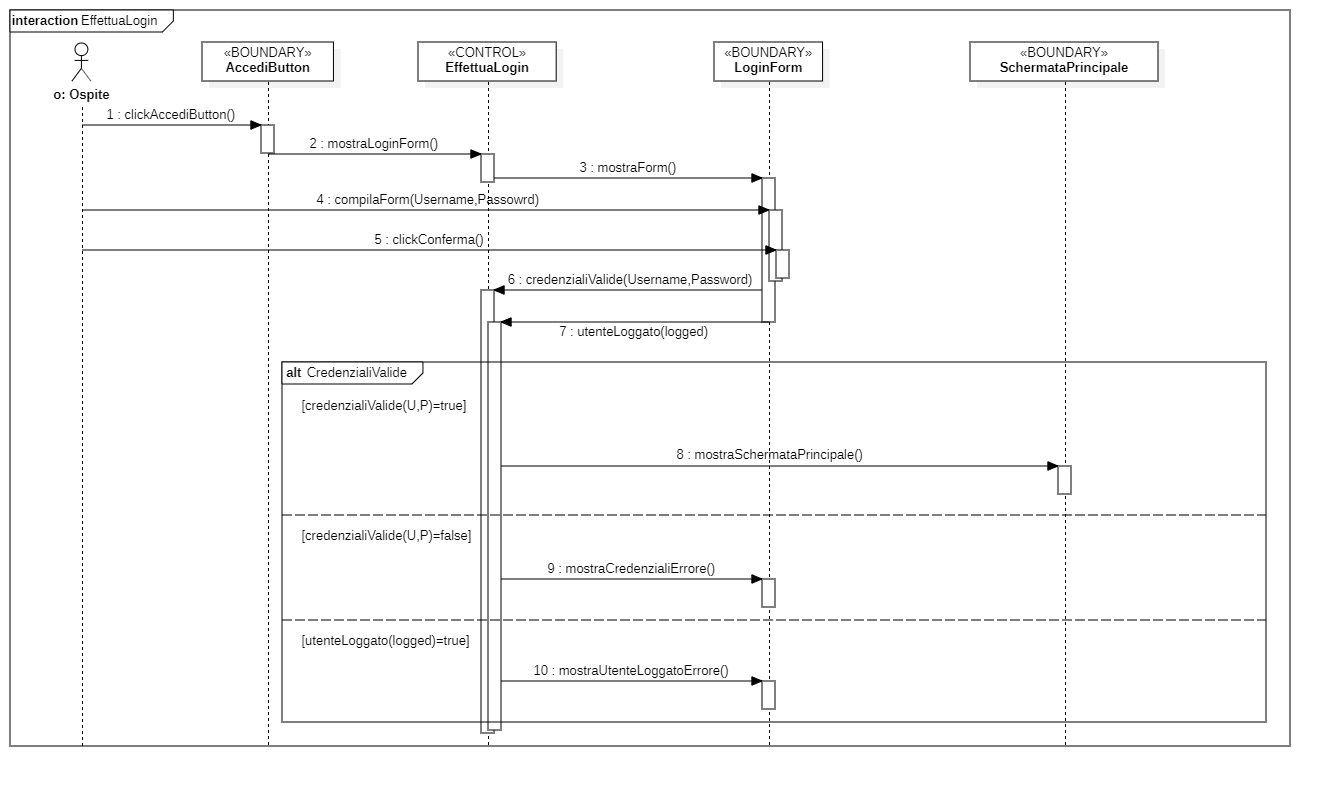 interaction EffettuaLogin
«BOUNDARY»
AccediButton
«CONTROL»
EffettuaLogin
«BOUNDARY»
LoginForm
«BOUNDARY»
SchermataPrincipale
o: Ospite
1 : clickAccediButton()
2 : mostraLoginForm()
3 : mostraForm()
4 : compilaForm(Username,Passowrd)
5 : clickConferma()
6 : credenzialiValide(Username,Password)
7 : utenteLoggato(logged)
alt CredenzialiValide
[credenzialiValide(U,P)=true]
8 : mostraSchermataPrincipale()
[credenzialiValide(U,P)=false]
9 : mostraCredenzialiErrore()
[utenteLoggato(logged)=true]
10 : mostraUtenteLoggatoErrore()